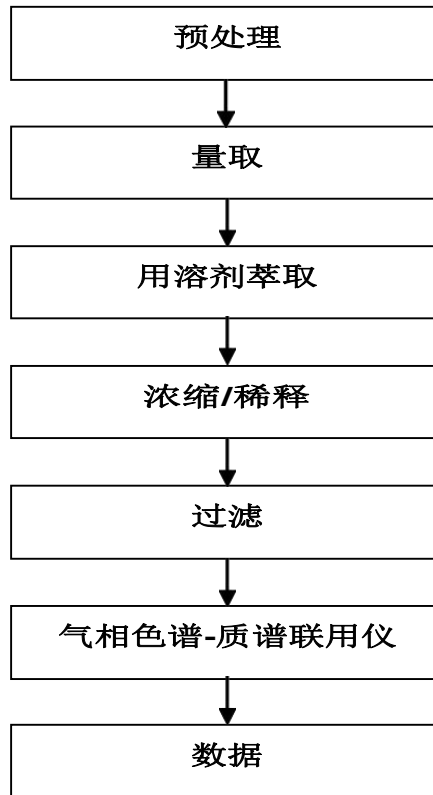 预处理
量取
用溶剂萃取
浓缩/稀释
过滤
气相色谱-质谱联用仪
数据